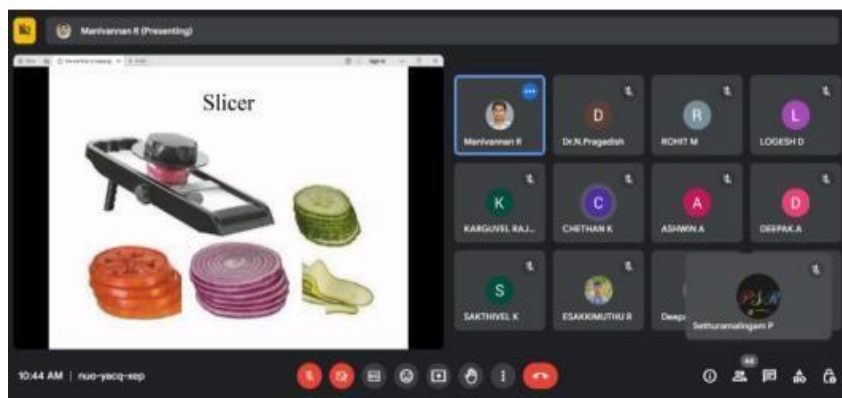 Manivannan R (Presenting)
Slicer
Manivannan R
Dr.N.Pragadish
ROHIT M
LOGESH D
KARGUVEL RAJ...
CHETHAN K
ASHWIN.A
DEEPAK.A
SAKTHIVEL K
ESAKKIMUTHU R
Deepa
Sethuramalingam P
10:44 AM | nuo-yacq-xep
44